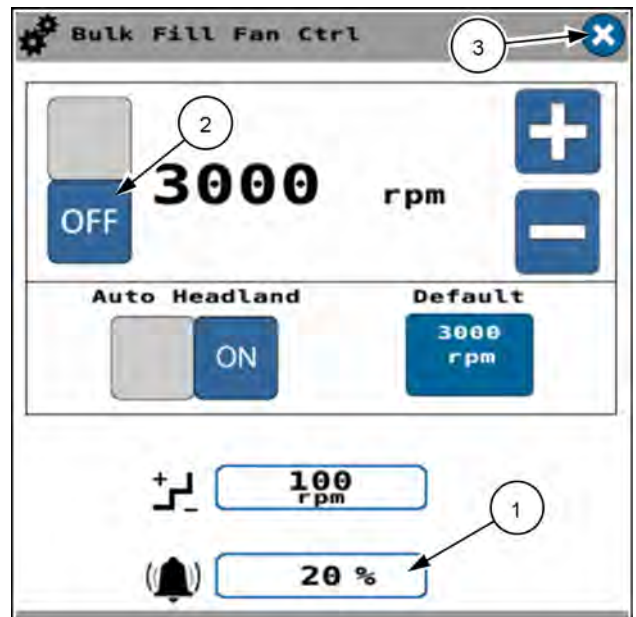 Bulk Fill Fan Ctrl
3
2
3000 rpm
OFF
Auto Headland
Default
ON
3000
rpm
100
rpm
1
20 %